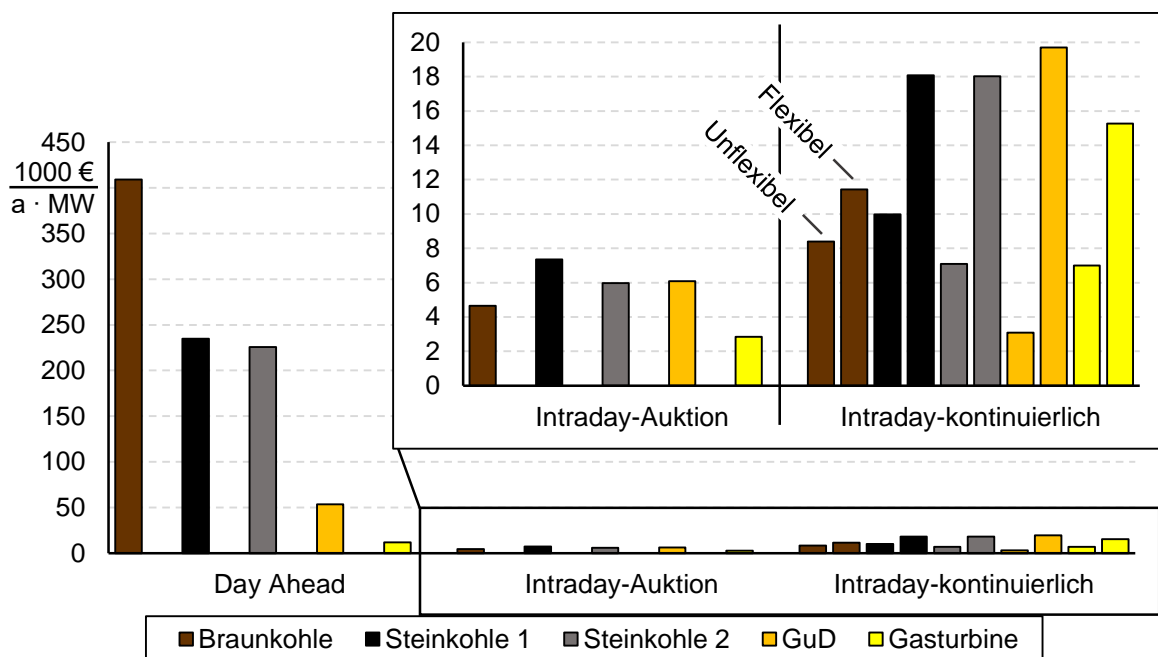 20
18
16
14
12
10
8
6
4
2
0
Unflexibel
Flexibel
Intraday-Auktion
Intraday-kontinuierlich
450
1000 €
a · MW
350
300
250
200
150
100
50
0
Day Ahead
Intraday-Auktion
Intraday-kontinuierlich
Braunkohle Steinkohle 1 Steinkohle 2 GuD Gasturbine